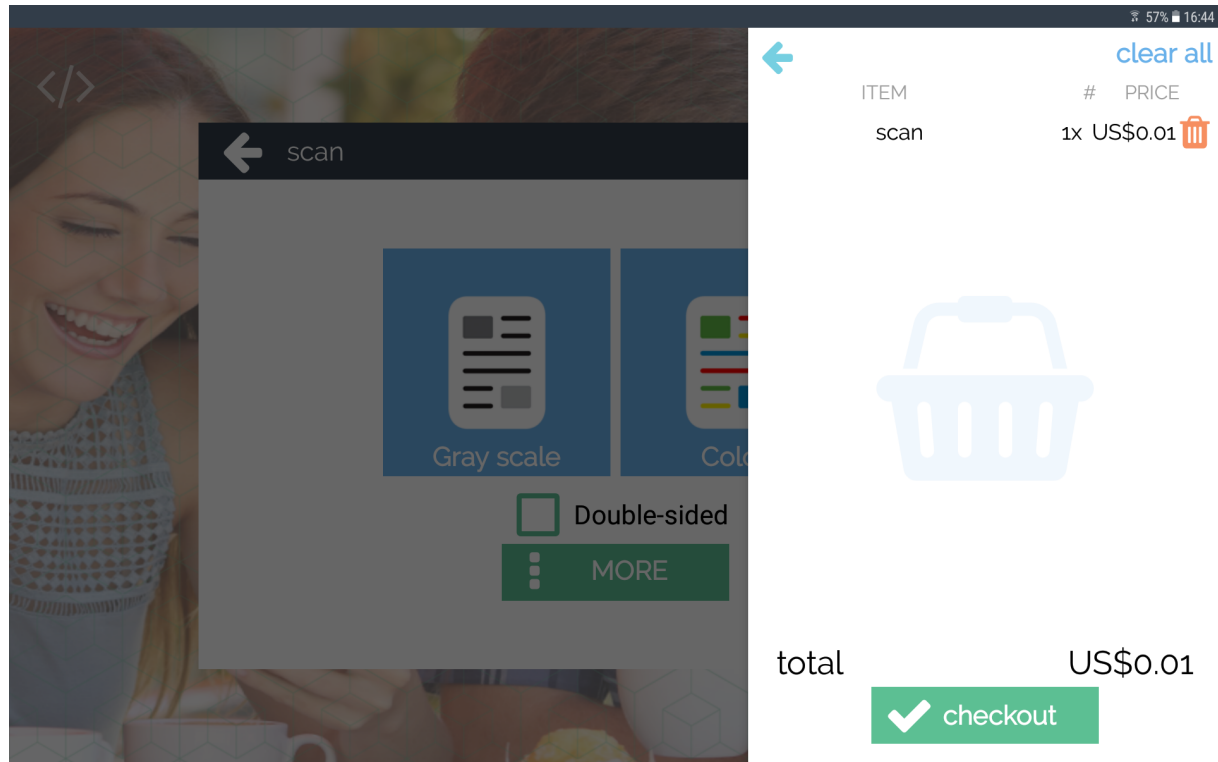 57% 16:44
</>
scan
Gray scale
Double-sided
MORE
clear all
ITEM # PRICE
scan 1x US$0.01
total US$0.01
checkout